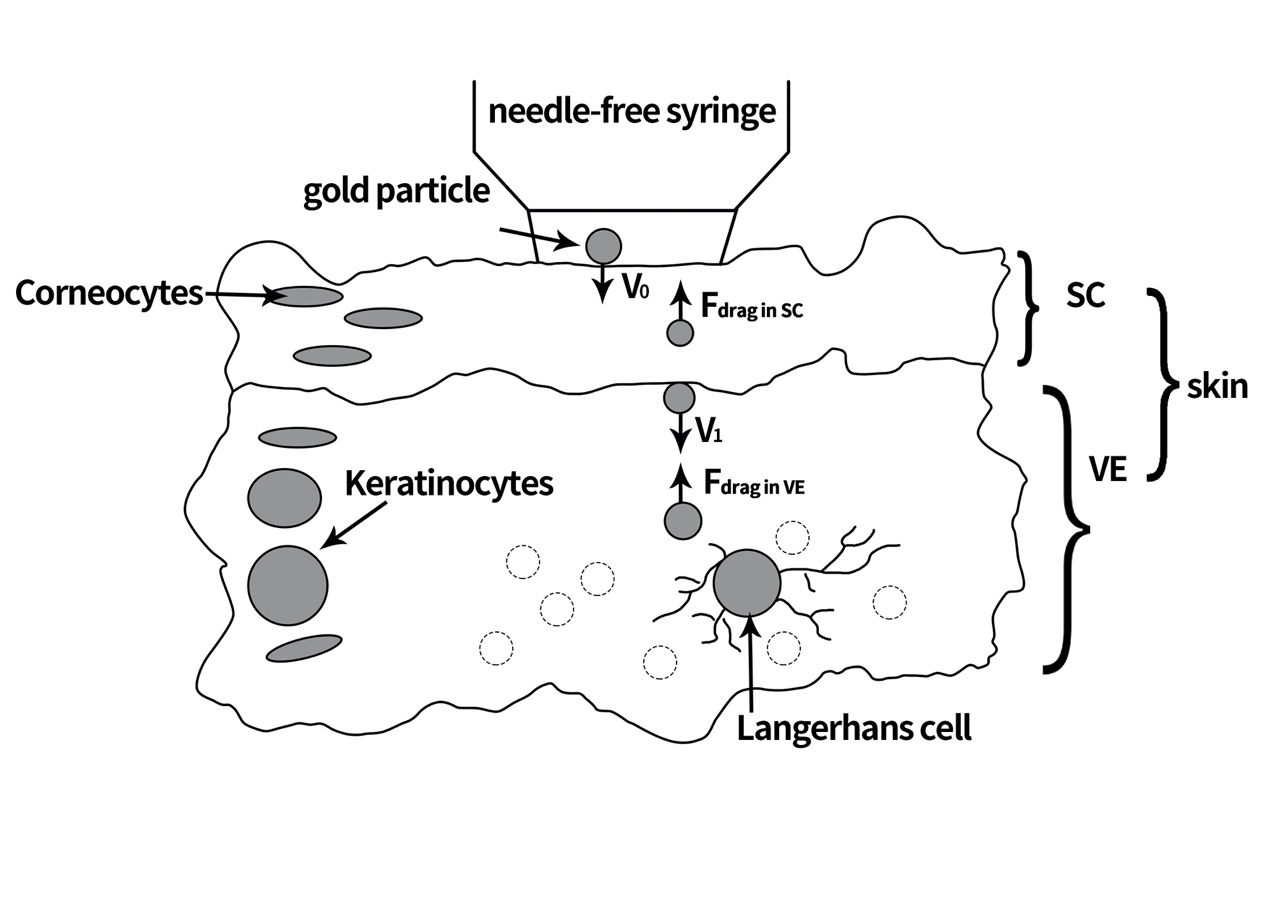 needle-free syringe
gold particle
Corneocytes
V0
Fdrag in SC
SC
skin
V1
VE
Keratinocytes
Fdrag in VE
Langerhans cell